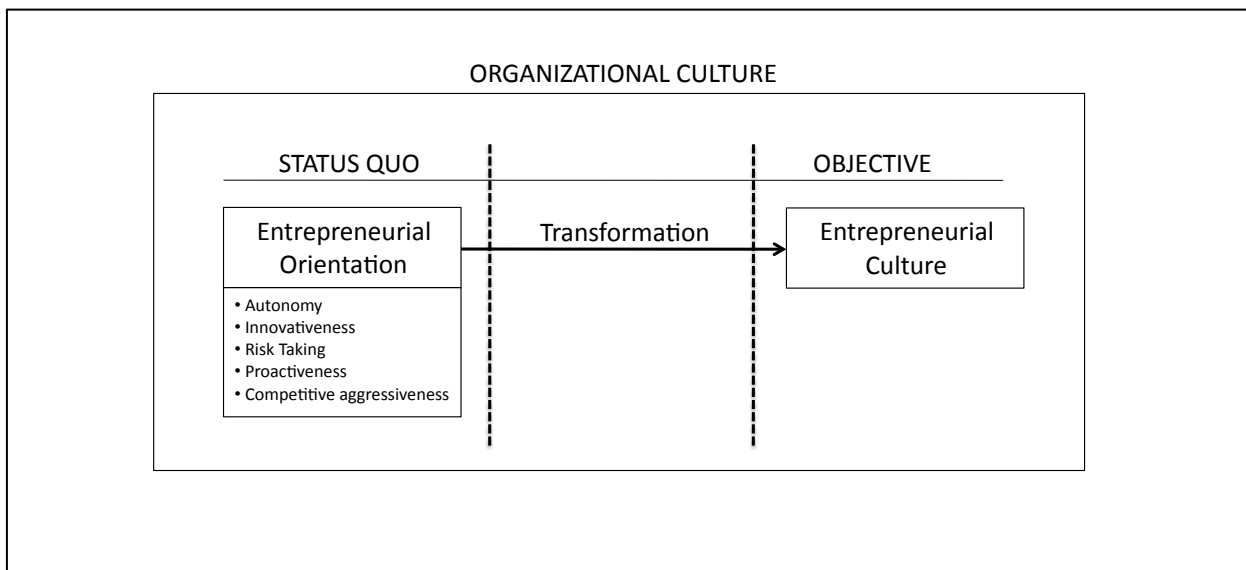 ORGANIZATIONAL CULTURE
STATUS QUO
OBJECTIVE
Entrepreneurial
Orientation
• Autonomy
• Innovativeness
• Risk Taking
• Proactiveness
• Competitive aggressiveness
Transformation
Entrepreneurial
Culture